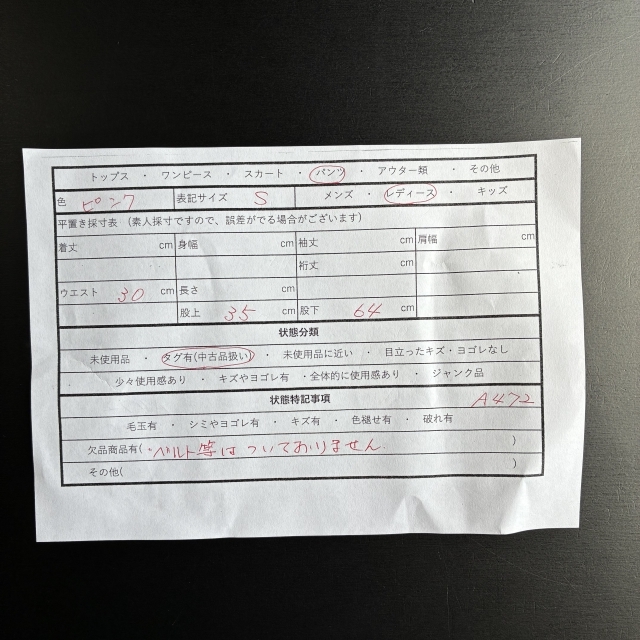 トップス ・ ワンピース ・ スカート ・ パンツ ・ アウター類 ・ その他
色 ピンク 表記サイズ S メンズ ・ レディース ・ キッズ
平置き採寸表 (素人採寸ですので、誤差がでる場合がございます)
着丈 cm 身幅 cm 袖丈 cm 肩幅 cm
裄丈 cm
ウエスト 30 cm 長さ cm
股上 35 cm 股下 64 cm
状態分類
未使用品 ・ タグ有(中古品扱い) ・ 未使用品に近い ・ 目立ったキズ・ヨゴレなし
少々使用感あり ・ キズやヨゴレ有 ・全体的に使用感あり ・ ジャンク品
状態特記事項 A472
毛玉有 ・ シミやヨゴレ有 ・ キズ有 ・ 色褪せ有 ・ 破れ有
欠品商品有( ・ベルト等はついておりません. )
その他( )